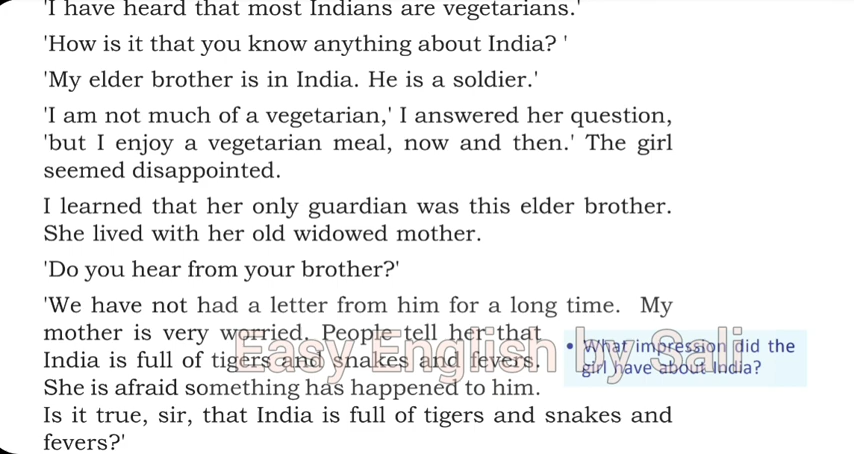 'I have heard that most Indians are vegetarians.'
'How is it that you know anything about India? '
'My elder brother is in India. He is a soldier.'
'I am not much of a vegetarian,' I answered her question,
'but I enjoy a vegetarian meal, now and then.' The girl
seemed disappointed.
I learned that her only guardian was this elder brother.
She lived with her old widowed mother.
'Do you hear from your brother?'
'We have not had a letter from him for a long time. My
mother is very worried. People tell her that
India is full of tigers and snakes and fevers.
She is afraid something has happened to him.
Is it true, sir, that India is full of tigers and snakes and
fevers?'
• What impression did the
girl have about India?
Easy English by Sali